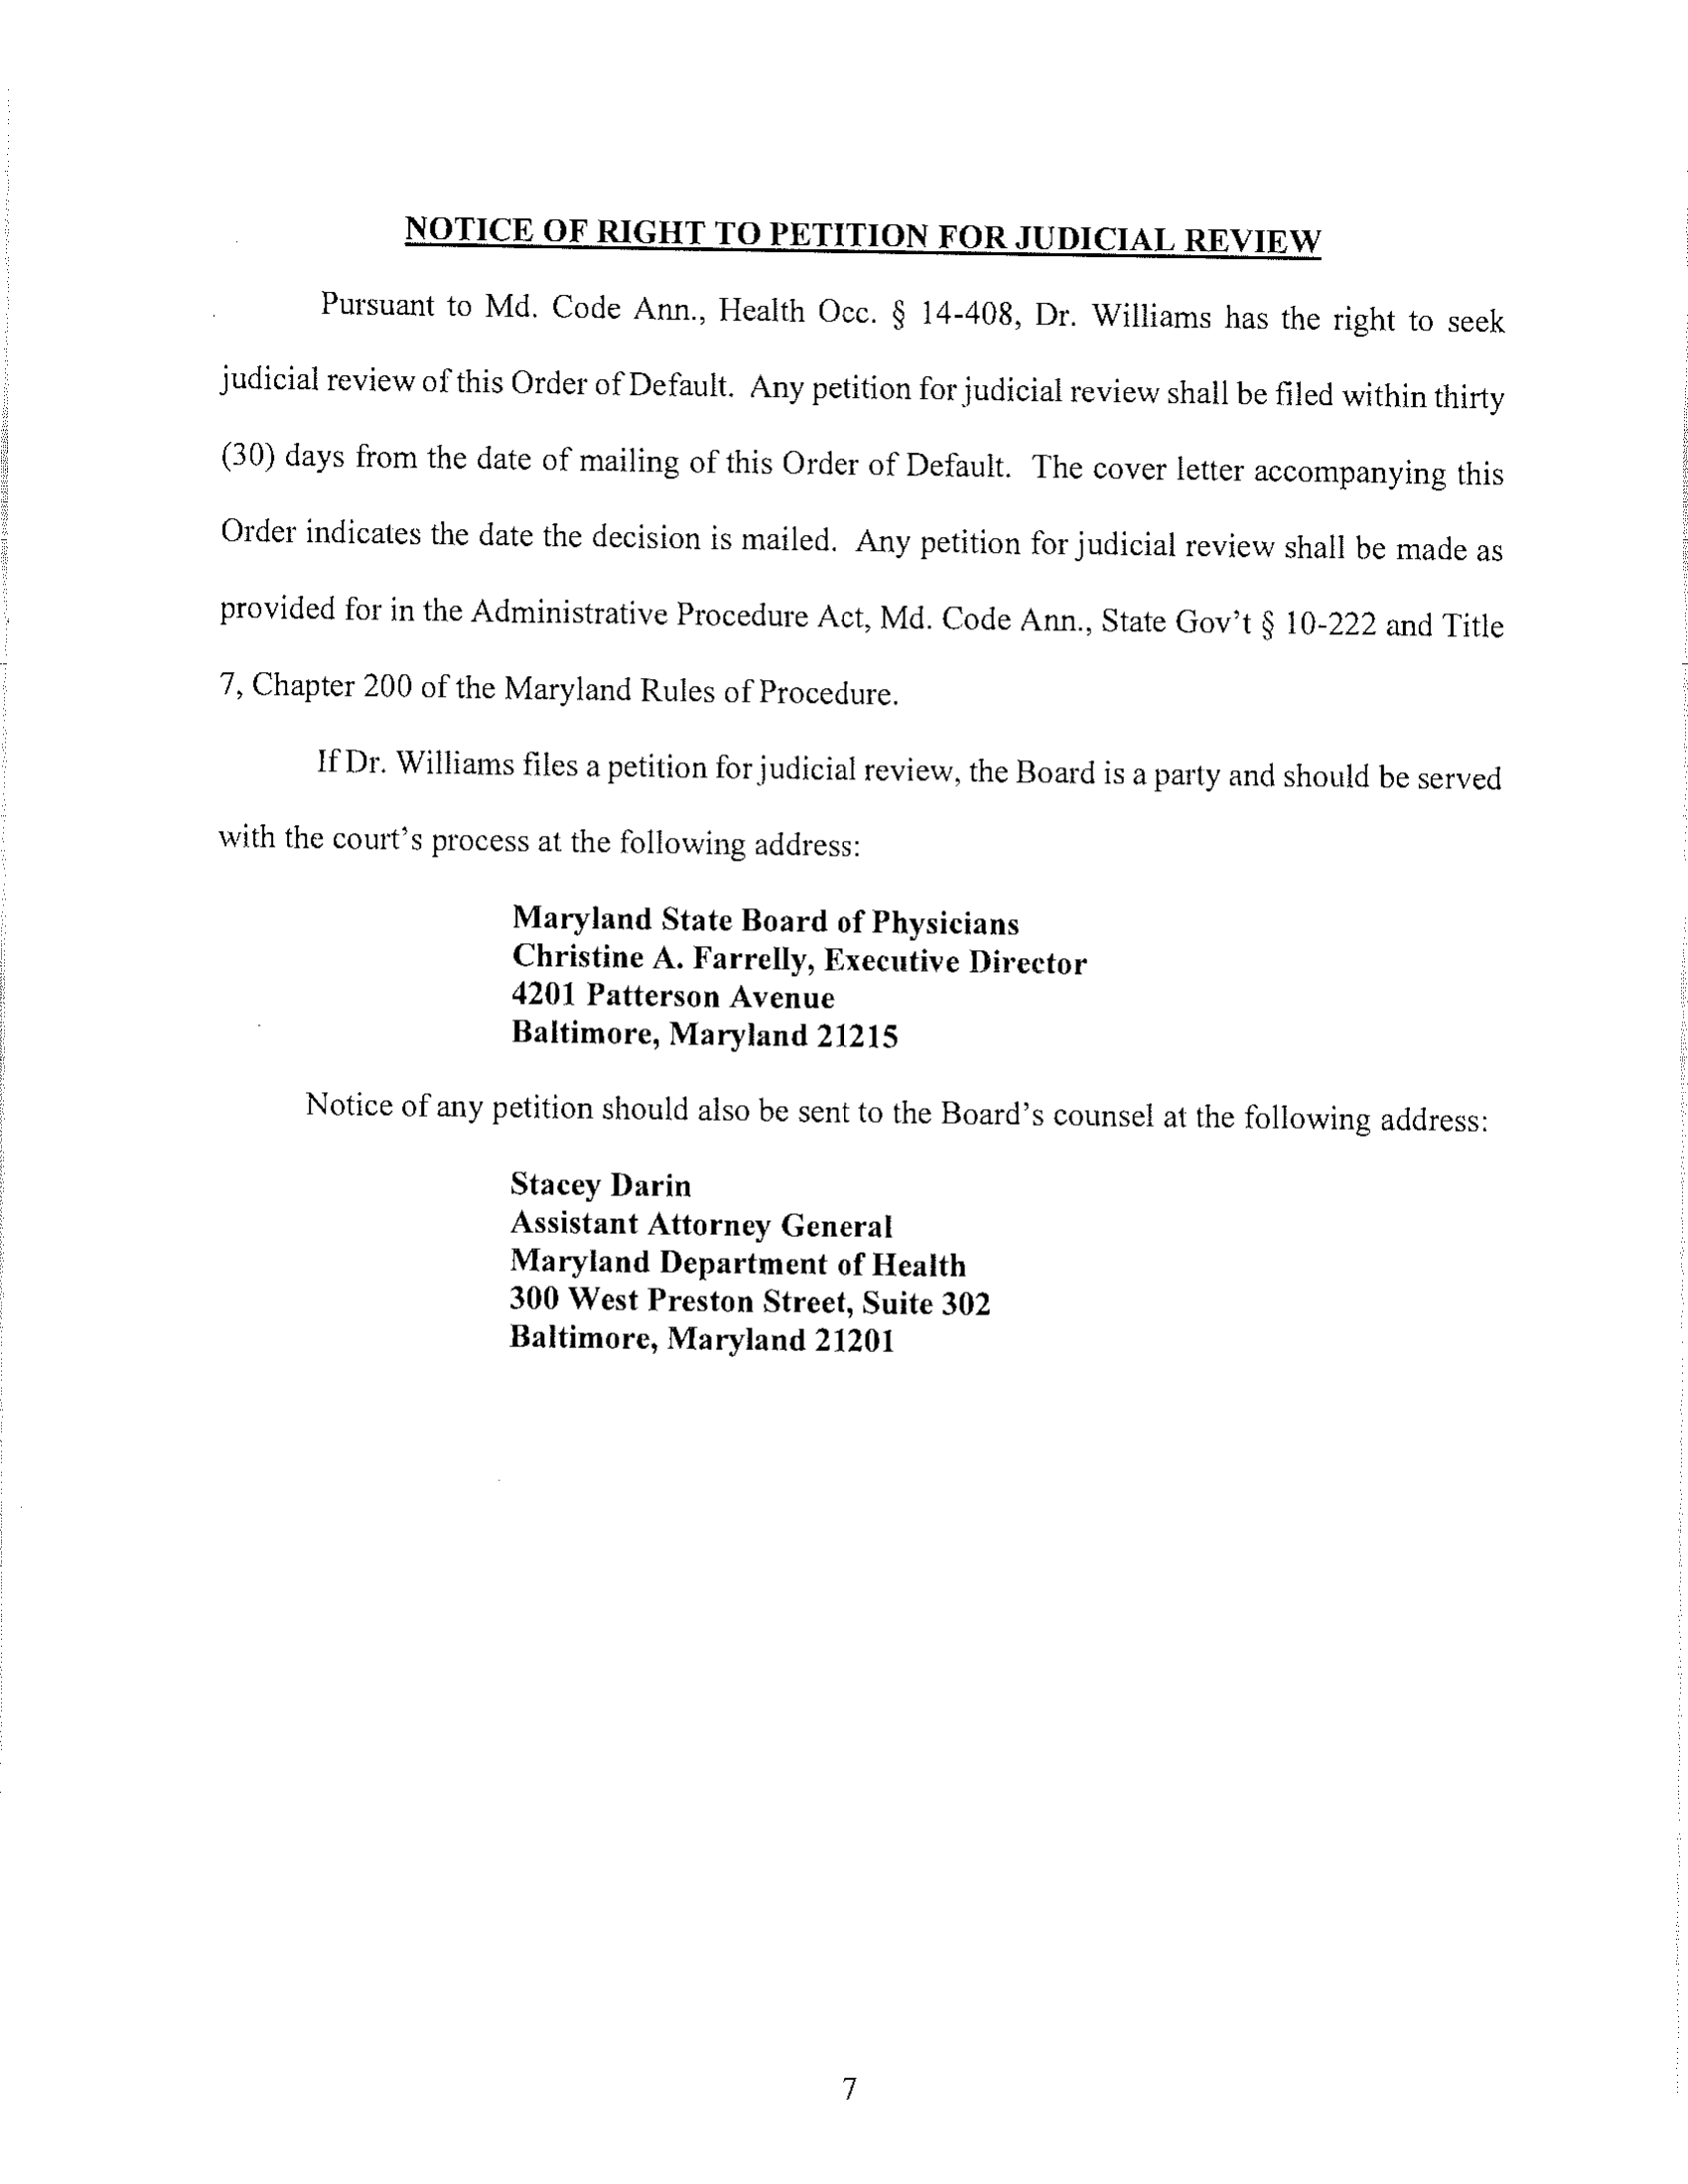 NOTICE OF RIGHT TO PETITION FOR JUDICIAL REVIEW
Pursuant to Md. Code Ann., Health Occ. § 14-408, Dr. Williams has the right to seek
judicial review of this Order of Default. Any petition for judicial review shall be filed within thirty
(30) days from the date of mailing of this Order of Default. The cover letter accompanying this
Order indicates the date the decision is mailed. Any petition for judicial review shall be made as
provided for in the Administrative Procedure Act, Md. Code Ann., State Gov't § 10-222 and Title
7, Chapter 200 of the Maryland Rules of Procedure.
If Dr. Williams files a petition for judicial review, the Board is a party and should be served
with the court's process at the following address:
Maryland State Board of Physicians
Christine A. Farrelly, Executive Director
4201 Patterson Avenue
Baltimore, Maryland 21215
Notice of any petition should also be sent to the Board's counsel at the following address:
Stacey Darin
Assistant Attorney General
Maryland Department of Health
300 West Preston Street, Suite 302
Baltimore, Maryland 21201
7